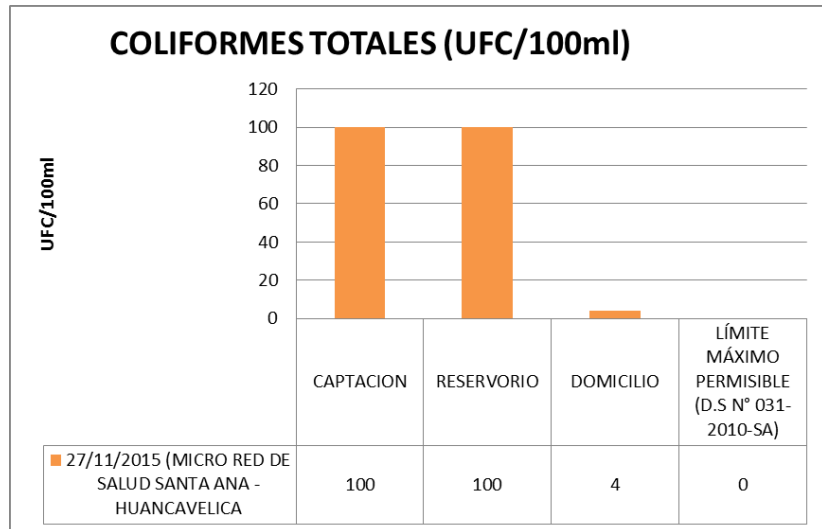 COLIFORMES TOTALES (UFC/100ml)
UFC/100ml
120
100
80
60
40
20
0
CAPTACION
RESERVORIO
DOMICILIO
LÍMITE
MÁXIMO
PERMISIBLE
(D.S N° 031-
2010-SA)
27/11/2015 (MICRO RED DE
SALUD SANTA ANA -
HUANCAVELICA
100
100
4
0